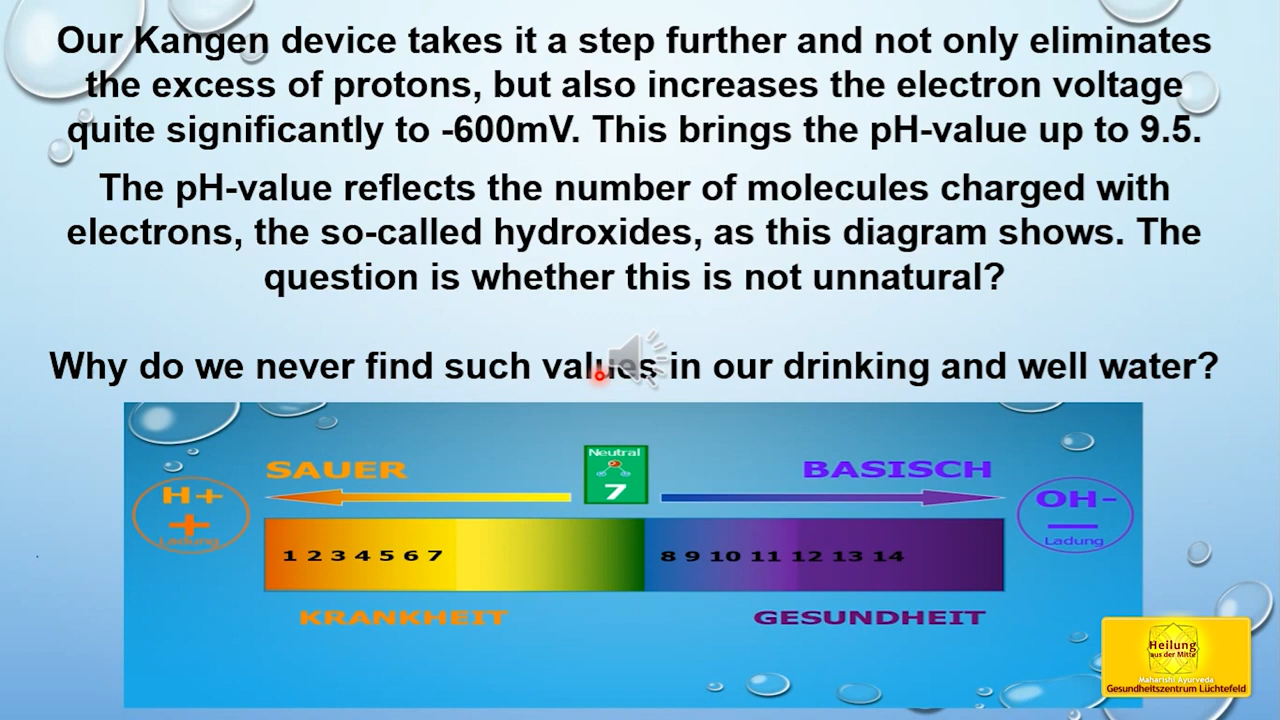 Our Kangen device takes it a step further and not only eliminates
the excess of protons, but also increases the electron voltage
quite significantly to -600mV. This brings the pH-value up to 9.5.
The pH-value reflects the number of molecules charged with
electrons, the so-called hydroxides, as this diagram shows. The
question is whether this is not unnatural?
Why do we never find such values in our drinking and well water?
Neutral
7
SAUER
BASISCH
H+
+
Ladung
OH-
—
Ladung
1 2 3 4 5 6 7
8 9 10 11 12 13 14
KRANKHEIT
GESUNDHEIT
Heilung
aus der Mitte
Maharishi Ayurveda
Gesundheitszentrum Lüchtefeld